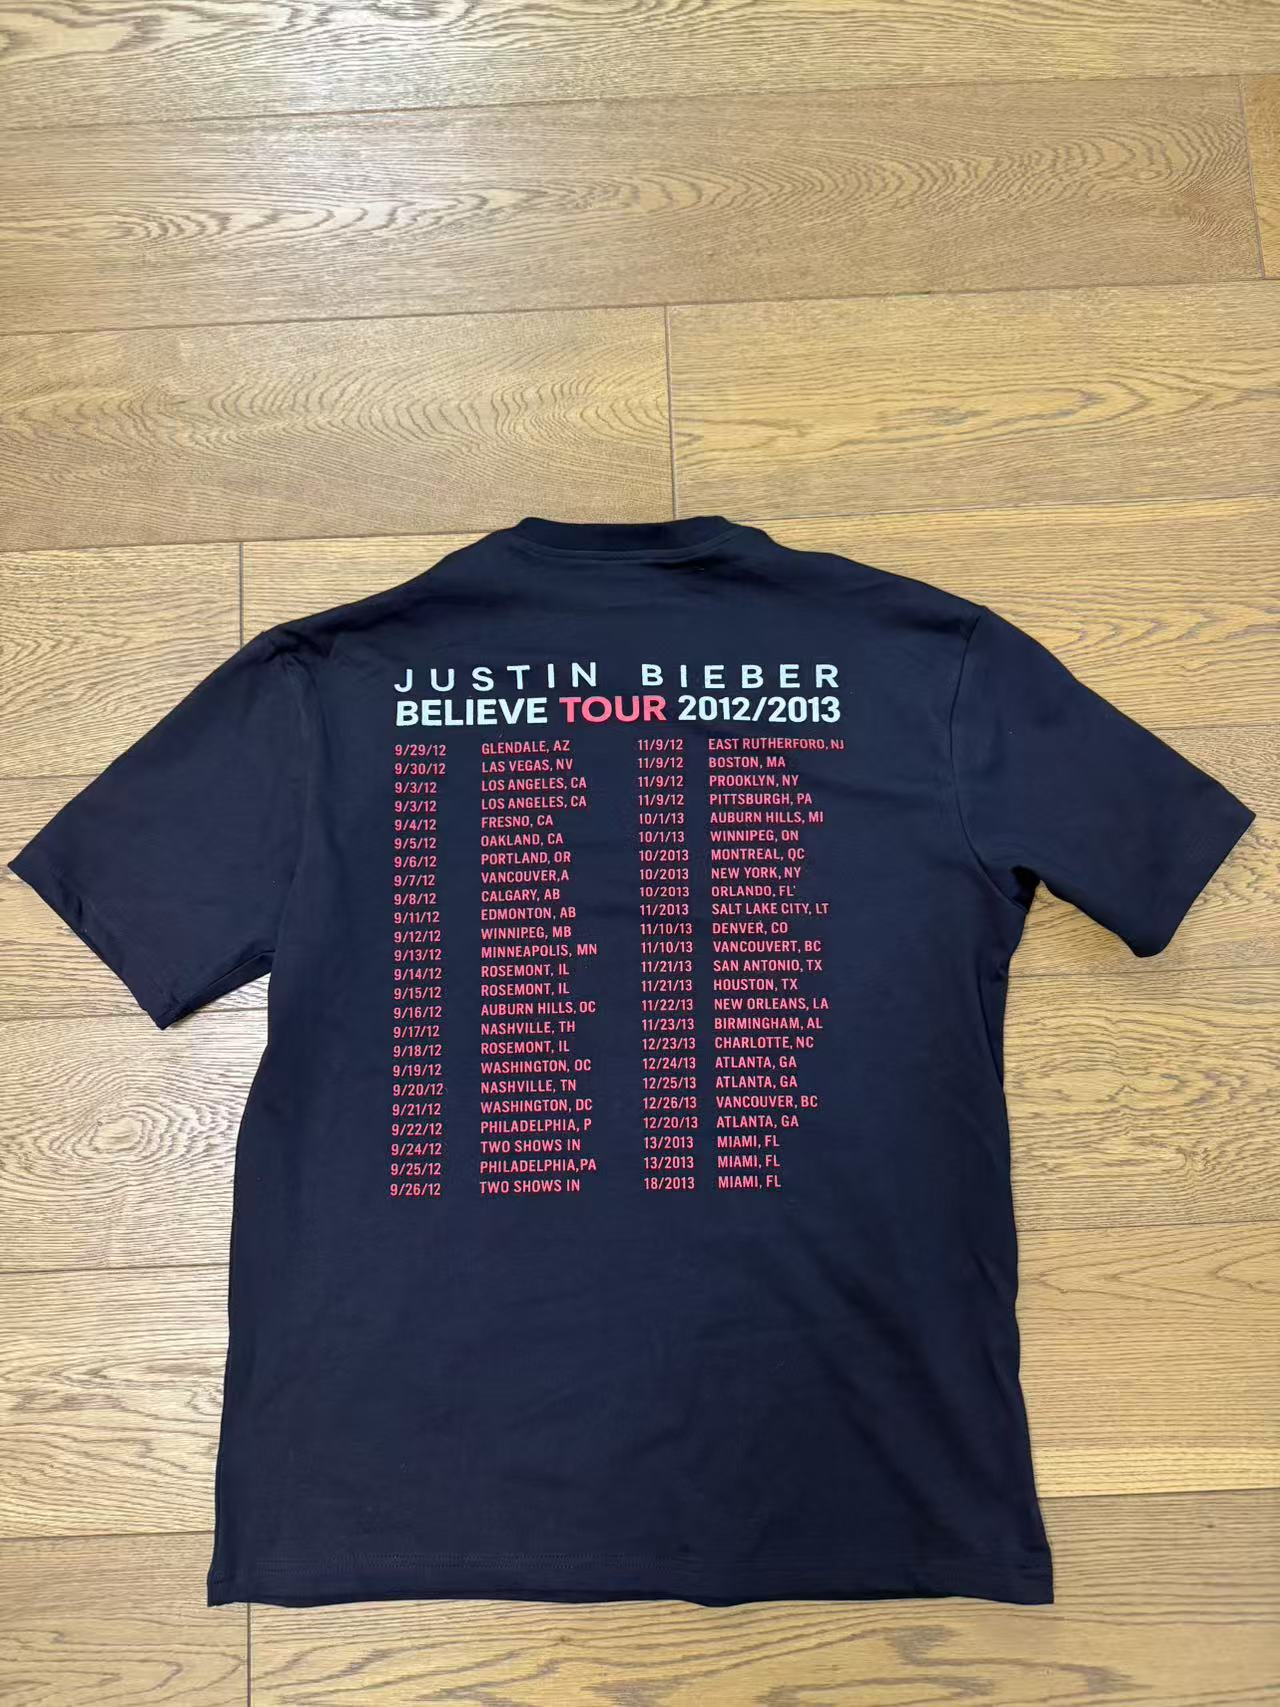 JUSTIN BIEBER
BELIEVE TOUR 2012/2013
9/29/12 GLENDALE, AZ 11/9/12 EAST RUTHERFORD, NJ
9/30/12 LAS VEGAS, NV 11/9/12 BOSTON, MA
9/3/12 LOS ANGELES, CA 11/9/12 PROOKLYN, NY
9/3/12 LOS ANGELES, CA 11/9/12 PITTSBURGH, PA
9/4/12 FRESNO, CA 10/1/13 AUBURN HILLS, MI
9/5/12 OAKLAND, CA 10/1/13 WINNIPEG, ON
9/6/12 PORTLAND, OR 10/2013 MONTREAL, QC
9/7/12 VANCOUVER,A 10/2013 NEW YORK, NY
9/8/12 CALGARY, AB 10/2013 ORLANDO, FL'
9/11/12 EDMONTON, AB 11/2013 SALT LAKE CITY, LT
9/12/12 WINNIPEG, MB 11/10/13 DENVER, CO
9/13/12 MINNEAPOLIS, MN 11/10/13 VANCOUVERT, BC
9/14/12 ROSEMONT, IL 11/21/13 SAN ANTONIO, TX
9/15/12 ROSEMONT, IL 11/21/13 HOUSTON, TX
9/16/12 AUBURN HILLS, OC 11/22/13 NEW ORLEANS, LA
9/17/12 NASHVILLE, TH 11/23/13 BIRMINGHAM, AL
9/18/12 ROSEMONT, IL 12/23/13 CHARLOTTE, NC
9/19/12 WASHINGTON, OC 12/24/13 ATLANTA, GA
9/20/12 NASHVILLE, TN 12/25/13 ATLANTA, GA
9/21/12 WASHINGTON, DC 12/26/13 VANCOUVER, BC
9/22/12 PHILADELPHIA, P 12/20/13 ATLANTA, GA
9/24/12 TWO SHOWS IN 13/2013 MIAMI, FL
9/25/12 PHILADELPHIA,PA 13/2013 MIAMI, FL
9/26/12 TWO SHOWS IN 18/2013 MIAMI, FL